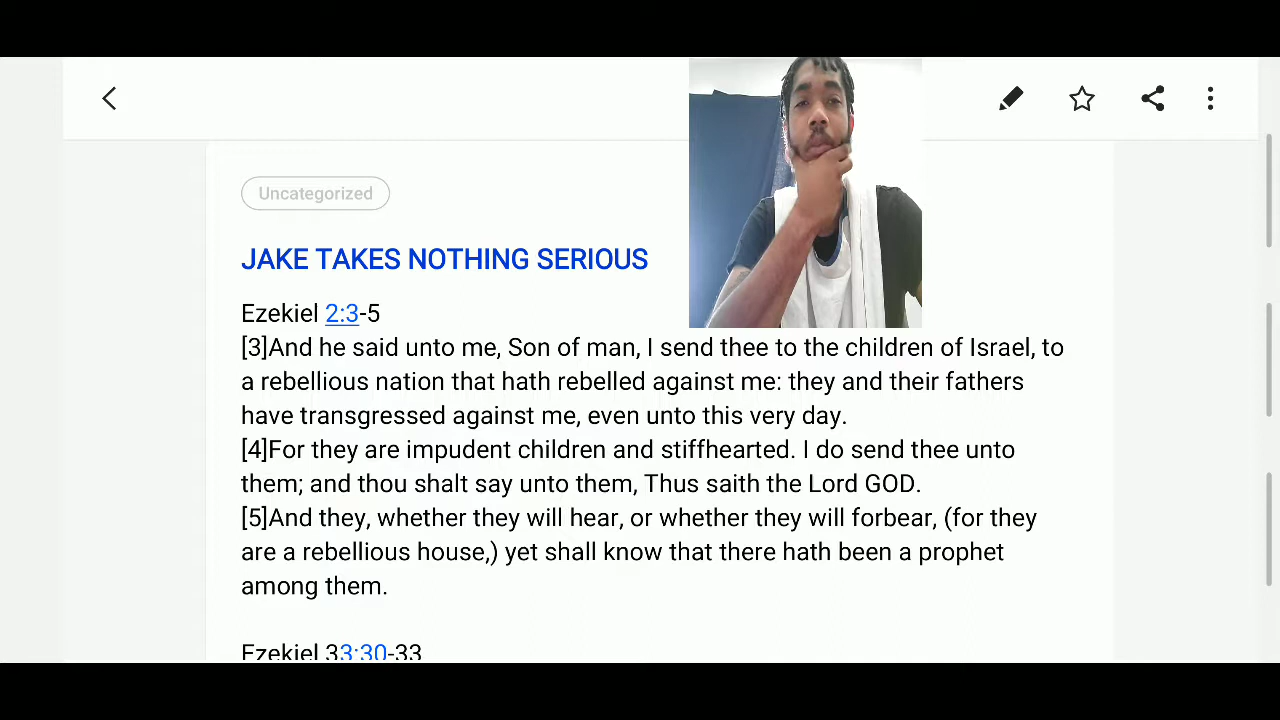 Uncategorized
JAKE TAKES NOTHING SERIOUS
Ezekiel 2:3-5
[3]And he said unto me, Son of man, I send thee to the children of Israel, to
a rebellious nation that hath rebelled against me: they and their fathers
have transgressed against me, even unto this very day.
[4]For they are impudent children and stiffhearted. I do send thee unto
them; and thou shalt say unto them, Thus saith the Lord GOD.
[5]And they, whether they will hear, or whether they will forbear, (for they
are a rebellious house,) yet shall know that there hath been a prophet
among them.
Ezekiel 33:30-33